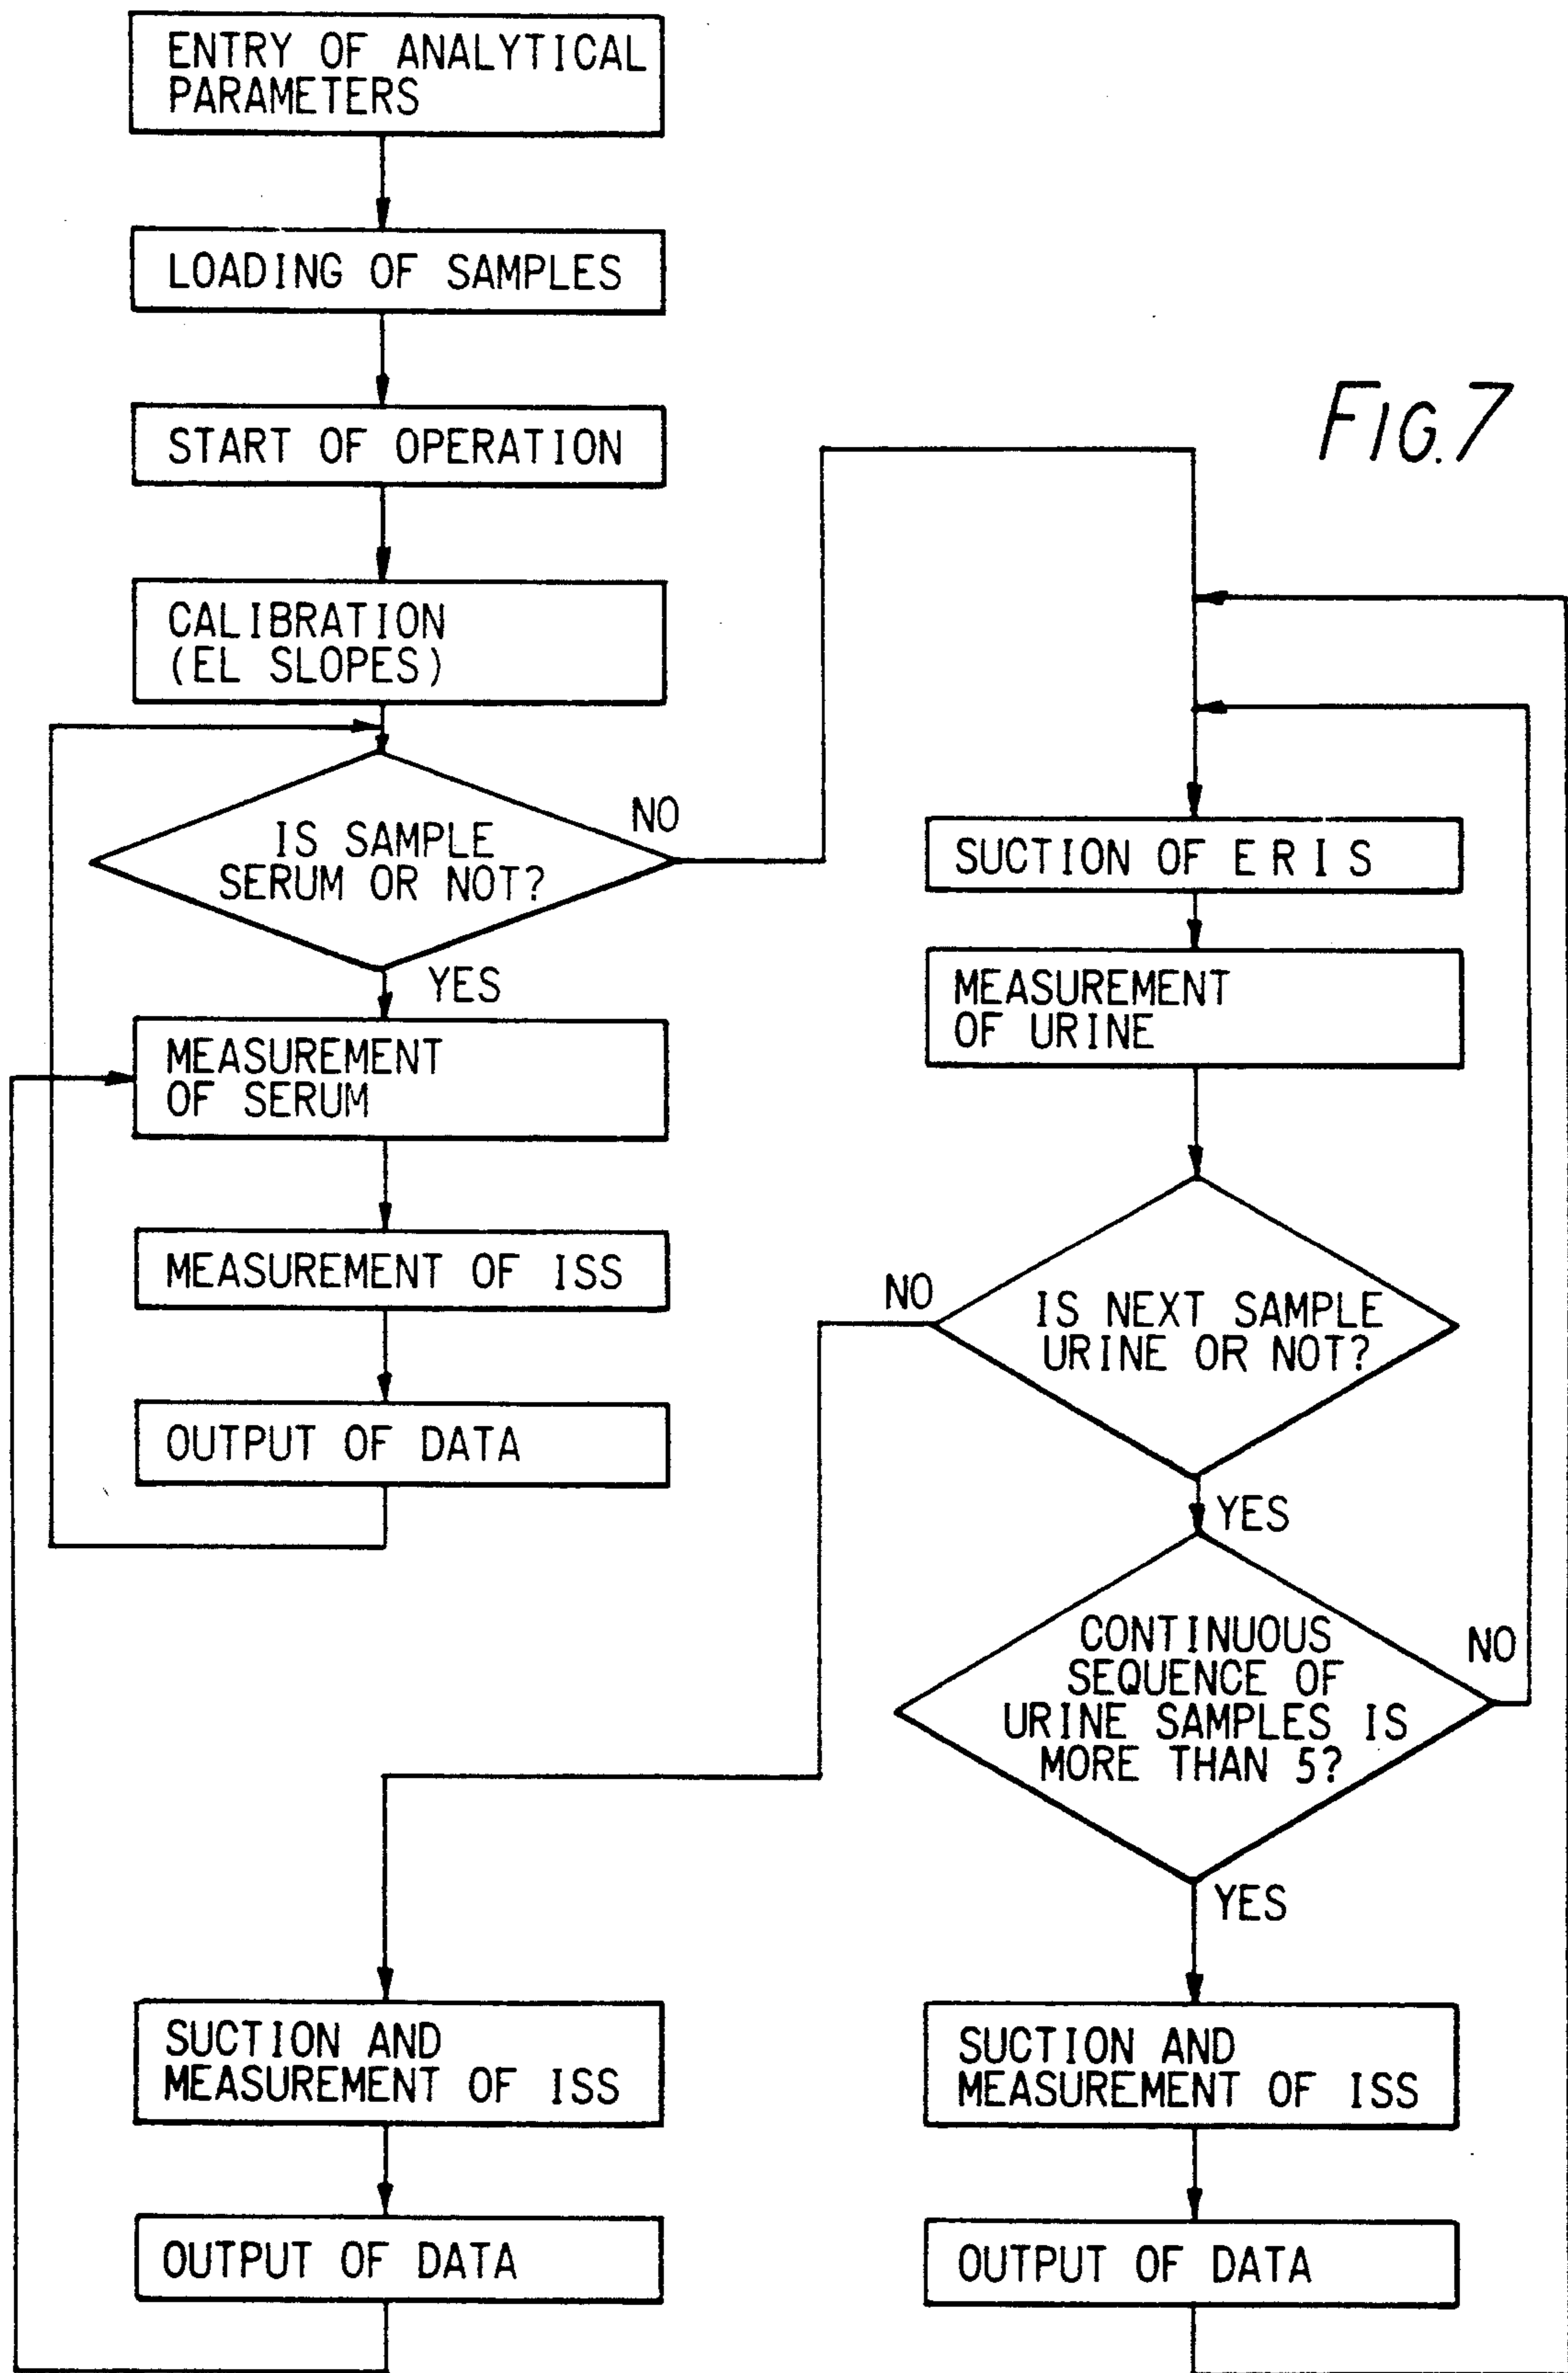 ENTRY OF ANALYTICAL
PARAMETERS
LOADING OF SAMPLES
START OF OPERATION
FIG.7
CALIBRATION
(EL SLOPES)
IS SAMPLE
SERUM OR NOT?
NO
YES
MEASUREMENT
OF SERUM
MEASUREMENT OF ISS
OUTPUT OF DATA
SUCTION OF E R I S
MEASUREMENT
OF URINE
IS NEXT SAMPLE
URINE OR NOT?
NO
YES
CONTINUOUS
SEQUENCE OF
URINE SAMPLES IS
MORE THAN 5?
NO
YES
SUCTION AND
MEASUREMENT OF ISS
OUTPUT OF DATA
SUCTION AND
MEASUREMENT OF ISS
OUTPUT OF DATA